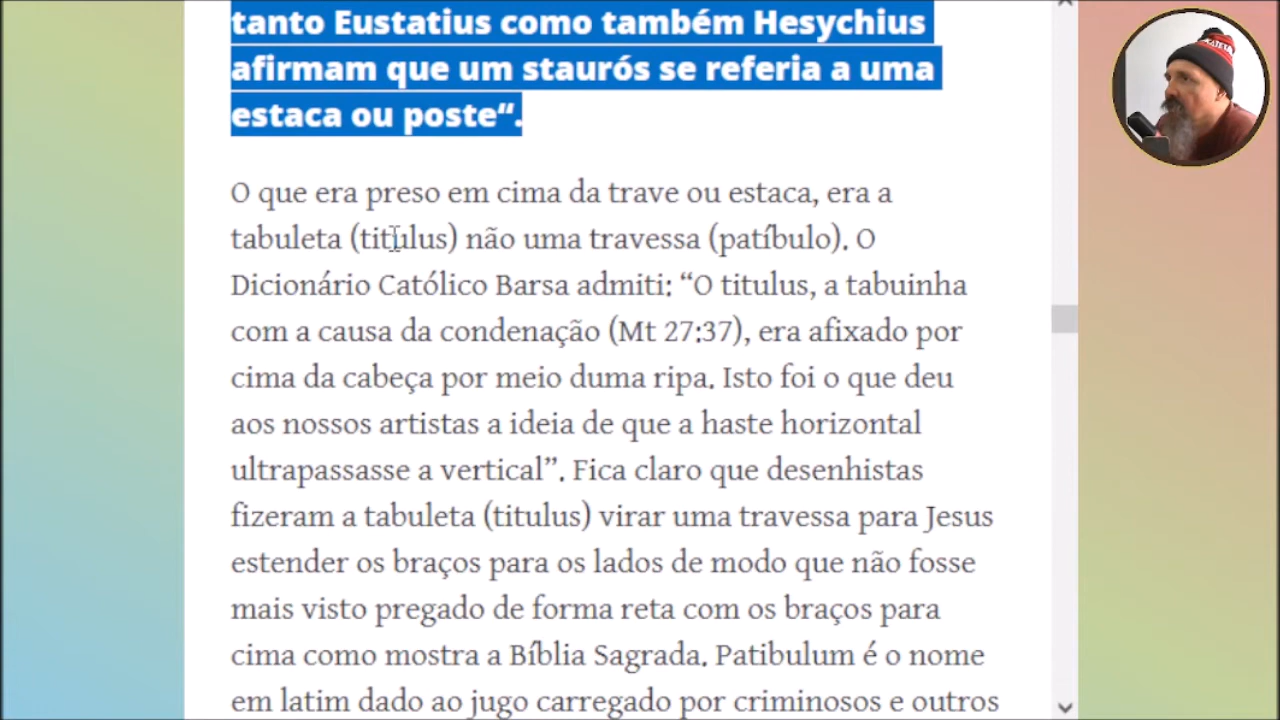 tanto Eustatius como também Hesychius
afirmam que um staurós se referia a uma
estaca ou poste“.
O que era preso em cima da trave ou estaca, era a
tabuleta (titulus) não uma travessa (patíbulo). O
Dicionário Católico Barsa admiti: “O titulus, a tabuinha
com a causa da condenação (Mt 27:37), era afixado por
cima da cabeça por meio duma ripa. Isto foi o que deu
aos nossos artistas a ideia de que a haste horizontal
ultrapassasse a vertical”. Fica claro que desenhistas
fizeram a tabuleta (titulus) virar uma travessa para Jesus
estender os braços para os lados de modo que não fosse
mais visto pregado de forma reta com os braços para
cima como mostra a Bíblia Sagrada. Patibulum é o nome
em latim dado ao jugo carregado por criminosos e outros